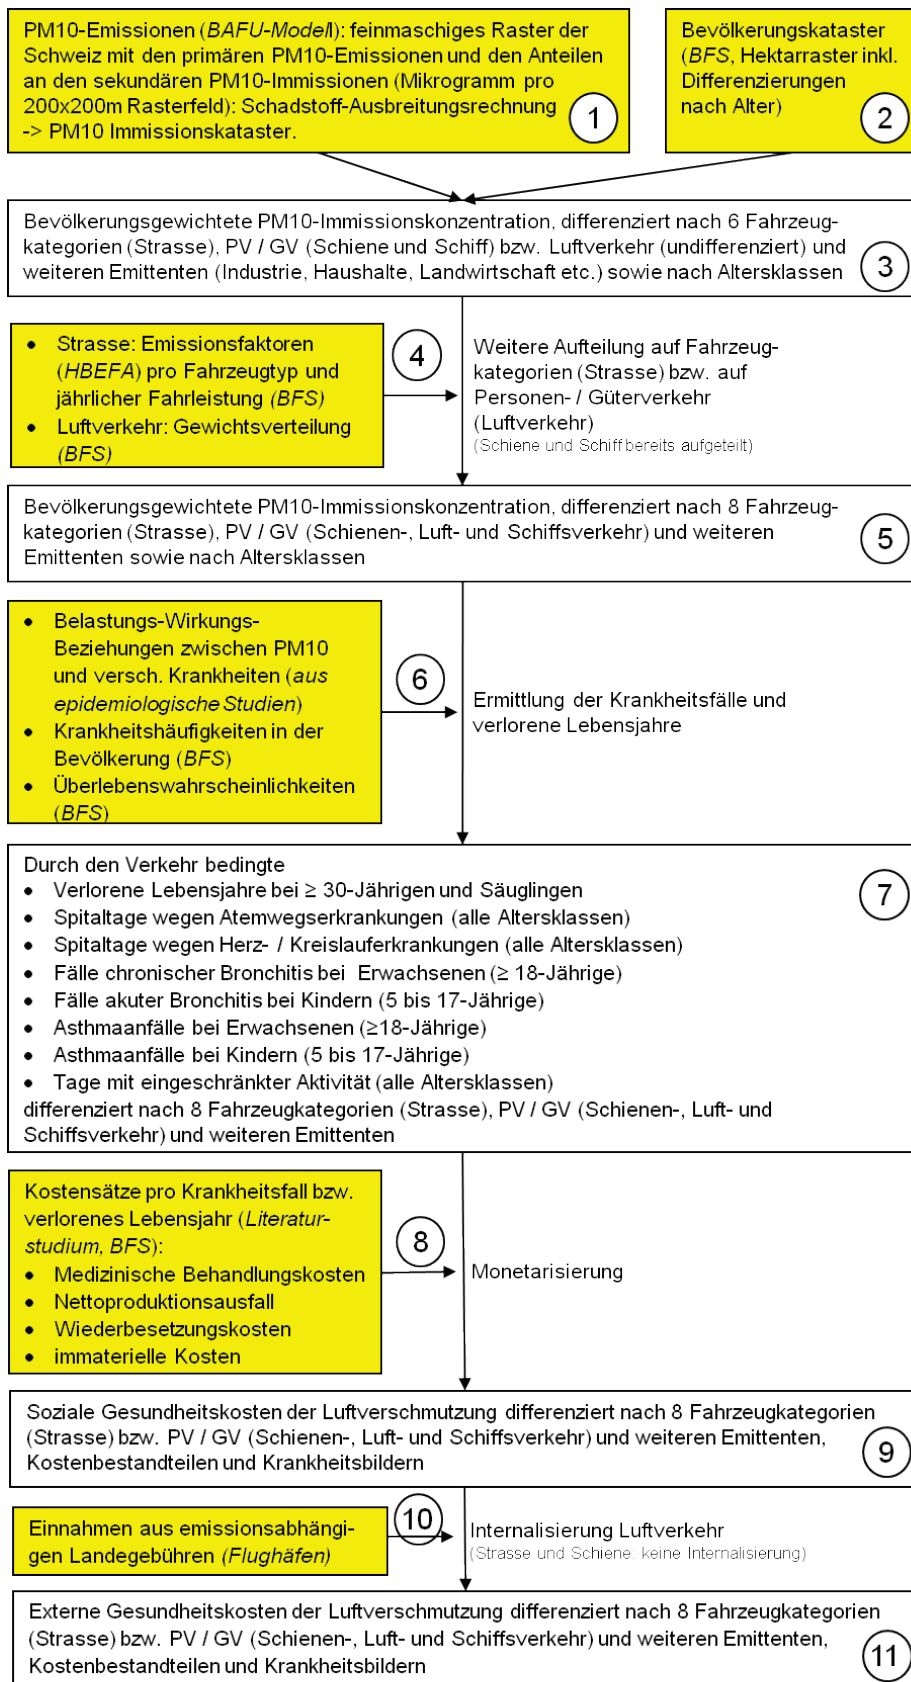 PM10-Emissionen (BAFU-Modell): feinmaschiges Raster der
Schweiz mit den primären PM10-Emissionen und den Anteilen
an den sekundären PM10-Immissionen (Mikrogramm pro
200x200m Rasterfeld): Schadstoff-Ausbreitungsrechnung
-> PM10 Immissionskataster.
1
Bevölkerungskataster
(BFS, Hektarraster inkl.
Differenzierungen
nach Alter)
2
Bevölkerungsgewichtete PM10-Immissionskonzentration, differenziert nach 6 Fahrzeug-
kategorien (Strasse), PV / GV (Schiene und Schiff) bzw. Luftverkehr (undifferenziert) und
weiteren Emittenten (Industrie, Haushalte, Landwirtschaft etc.) sowie nach Altersklassen
3
• Strasse: Emissionsfaktoren
(HBEFA) pro Fahrzeugtyp und
jährlicher Fahrleistung (BFS)
• Luftverkehr: Gewichtsverteilung
(BFS)
4
Weitere Aufteilung auf Fahrzeug-
kategorien (Strasse) bzw. auf
Personen- / Güterverkehr
(Luftverkehr)
(Schiene und Schiff bereits aufgeteilt)
Bevölkerungsgewichtete PM10-Immissionskonzentration, differenziert nach 8 Fahrzeug-
kategorien (Strasse), PV / GV (Schienen-, Luft- und Schiffsverkehr) und weiteren
Emittenten sowie nach Altersklassen
5
• Belastungs-Wirkungs-
Beziehungen zwischen PM10
und versch. Krankheiten (aus
epidemiologische Studien)
• Krankheitshäufigkeiten in der
Bevölkerung (BFS)
• Überlebenswahrscheinlichkeiten
(BFS)
6
Ermittlung der Krankheitsfälle und
verlorene Lebensjahre
Durch den Verkehr bedingte
• Verlorene Lebensjahre bei ≥ 30-Jährigen und Säuglingen
• Spitaltage wegen Atemwegserkrankungen (alle Altersklassen)
• Spitaltage wegen Herz- / Kreislauferkrankungen (alle Altersklassen)
• Fälle chronischer Bronchitis bei Erwachsenen (≥ 18-Jährige)
• Fälle akuter Bronchitis bei Kindern (5 bis 17-Jährige)
• Asthmaanfälle bei Erwachsenen (≥18-Jährige)
• Asthmaanfälle bei Kindern (5 bis 17-Jährige)
• Tage mit eingeschränkter Aktivität (alle Altersklassen)
differenziert nach 8 Fahrzeugkategorien (Strasse), PV / GV (Schienen-, Luft- und
Schiffsverkehr) und weiteren Emittenten
7
Kostensätze pro Krankheitsfall bzw.
verlorenes Lebensjahr (Literatur-
studium, BFS):
• Medizinische Behandlungskosten
• Nettoproduktionsausfall
• Wiederbesetzungskosten
• immaterielle Kosten
8
Monetarisierung
Soziale Gesundheitskosten der Luftverschmutzung differenziert nach 8 Fahrzeugkategorien
(Strasse) bzw. PV / GV (Schienen-, Luft- und Schiffsverkehr) und weiteren Emittenten,
Kostenbestandteilen und Krankheitsbildern
9
Einnahmen aus emissionsabhängi-
gen Landegebühren (Flughäfen)
10
Internalisierung Luftverkehr
(Strasse und Schiene: keine Internalisierung)
Externe Gesundheitskosten der Luftverschmutzung differenziert nach 8 Fahrzeugkategorien
(Strasse) bzw. PV / GV (Schienen-, Luft- und Schiffsverkehr) und weiteren Emittenten,
Kostenbestandteilen und Krankheitsbildern
11